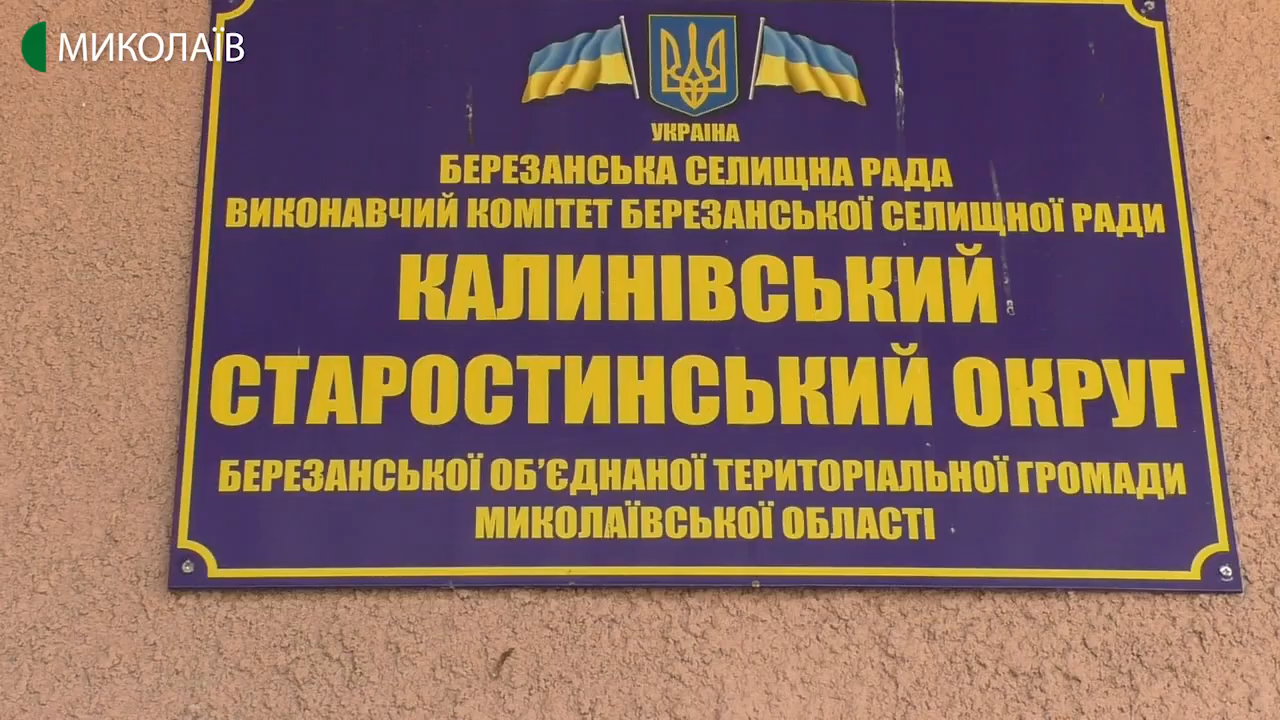 МИКОЛАЇВ
УКРАЇНА
БЕРЕЗАНСЬКА СЕЛИЩНА РАДА
ВИКОНАВЧИЙ КОМІТЕТ БЕРЕЗАНСЬКОЇ СЕЛИЩНОЇ РАДИ
КАЛИНІВСЬКИЙ
СТАРОСТИНСЬКИЙ ОКРУГ
БЕРЕЗАНСЬКОЇ ОБ'ЄДНАНОЇ ТЕРИТОРІАЛЬНОЇ ГРОМАДИ
МИКОЛАЇВСЬКОЇ ОБЛАСТІ